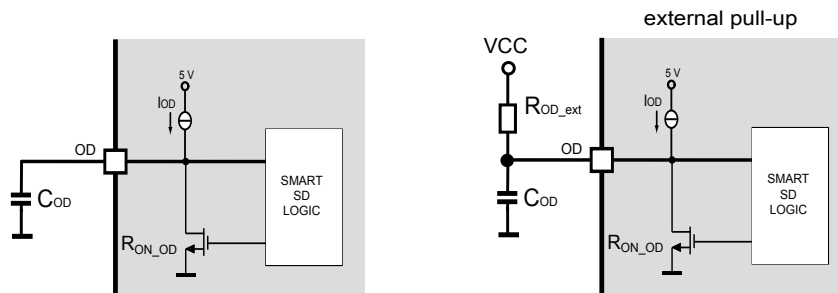 external pull-up
5 V
IOD
OD
COD
RON_OD
SMART
SD
LOGIC
VCC
ROD_ext
5 V
IOD
OD
COD
RON_OD
SMART
SD
LOGIC